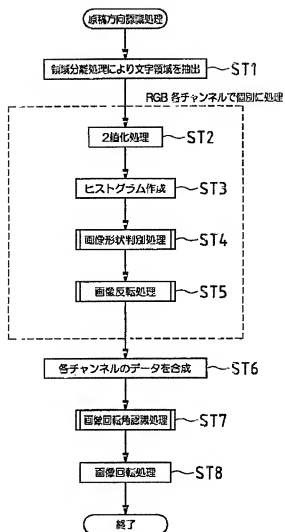 原稿方向認識処理
領域分離処理により文字領域を抽出 ST1
RGB 各チャンネルで個別に処理
2値化処理 ST2
ヒストグラム作成 ST3
画像形状判別処理 ST4
画像反転処理 ST5
各チャンネルのデータを合成 ST6
画像回転角認識処理 ST7
画像回転処理 ST8
終了